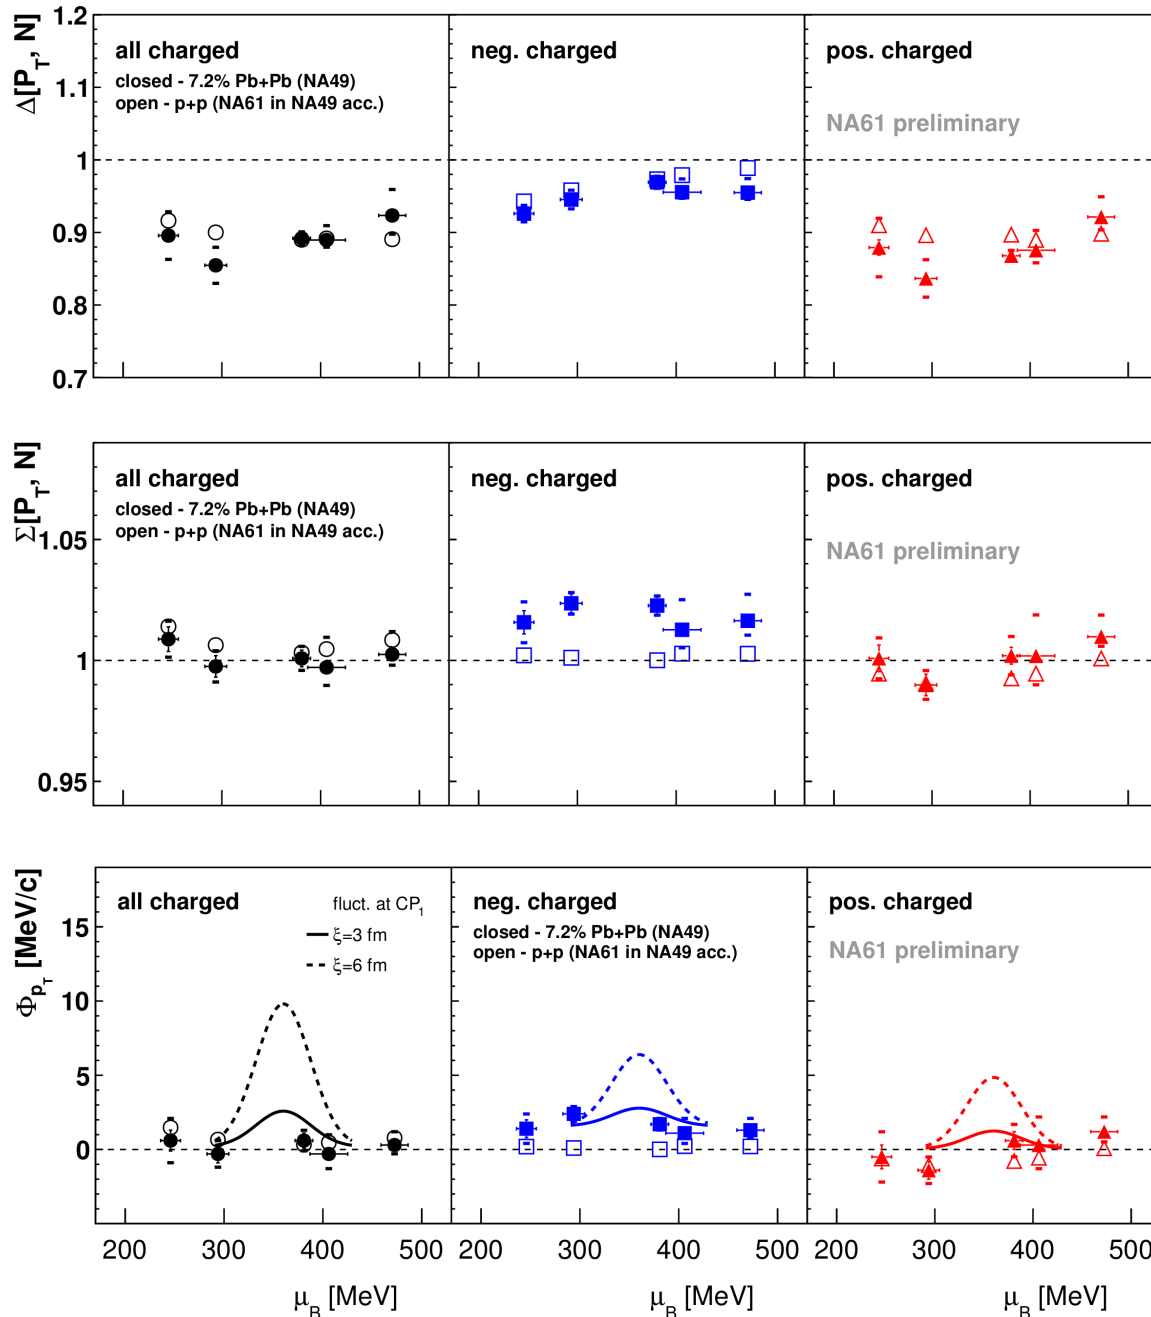 Δ[P_T, N]
1.2
1.1
1
0.9
0.8
0.7
all charged
closed - 7.2% Pb+Pb (NA49)
open - p+p (NA61 in NA49 acc.)
neg. charged
pos. charged
NA61 preliminary
Σ[P_T, N]
1.05
1
0.95
all charged
closed - 7.2% Pb+Pb (NA49)
open - p+p (NA61 in NA49 acc.)
neg. charged
pos. charged
NA61 preliminary
Φ_p_T [MeV/c]
15
10
5
0
all charged
fluct. at CP_1
ξ=3 fm
ξ=6 fm
neg. charged
closed - 7.2% Pb+Pb (NA49)
open - p+p (NA61 in NA49 acc.)
pos. charged
NA61 preliminary
200 300 400 500 200 300 400 500 200 300 400 500
μ_B [MeV] μ_B [MeV] μ_B [MeV]